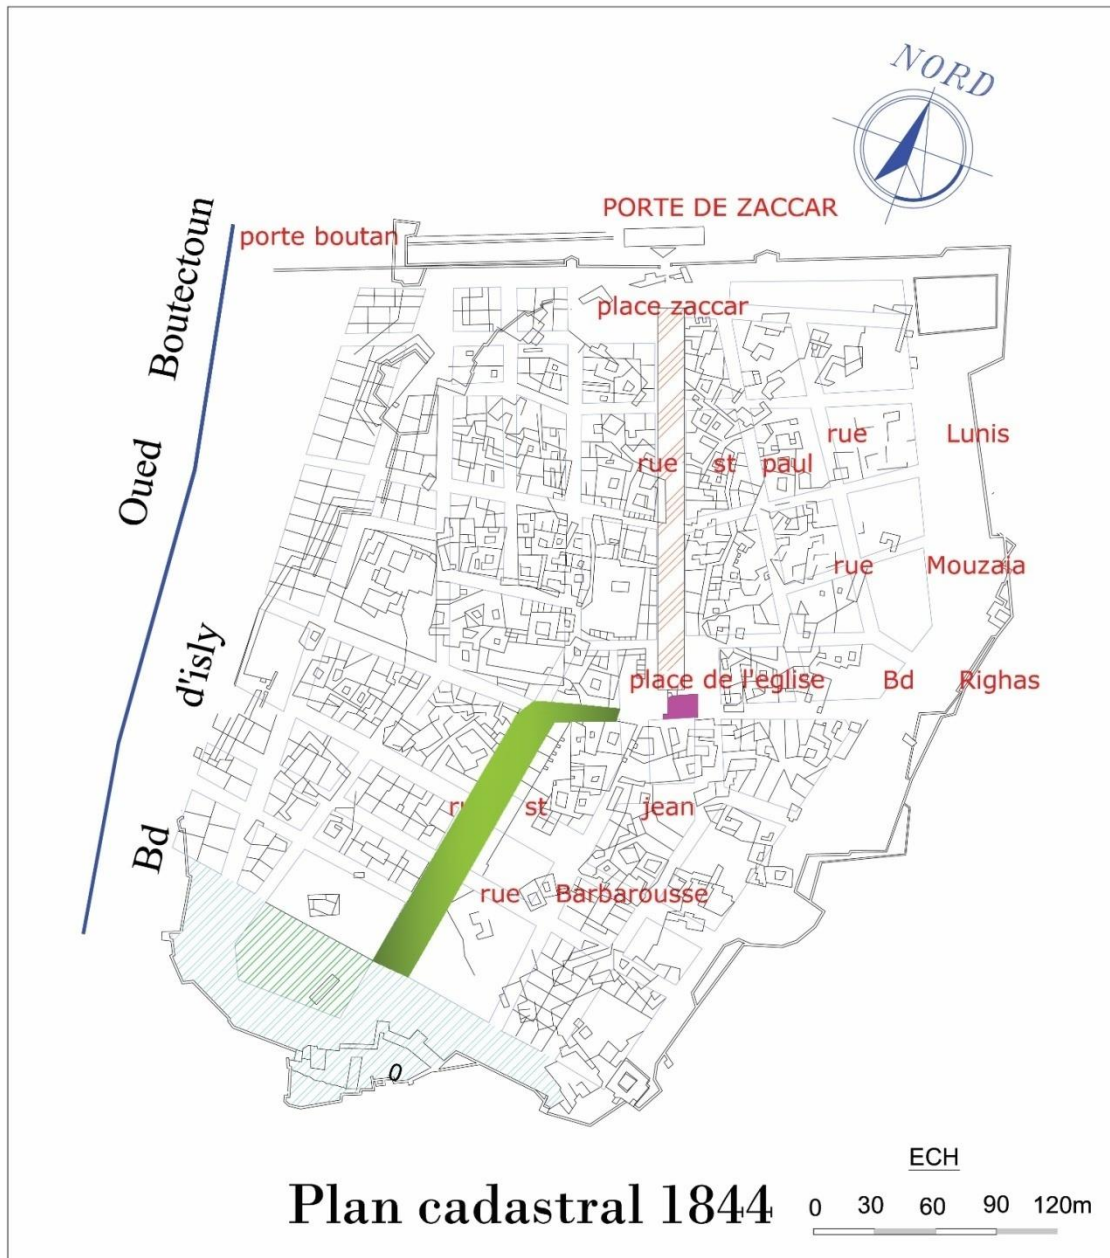 NORD
PORTE DE ZACCAR
porte boutan
place zaccar
Oued Boutectoun
rue Lunis
rue st paul
rue Mouzaia
place de l'eglise Bd Righas
Bd d'isly
st jean
rue Barbarousse
0
ECH
Plan cadastral 1844
0 30 60 90 120m